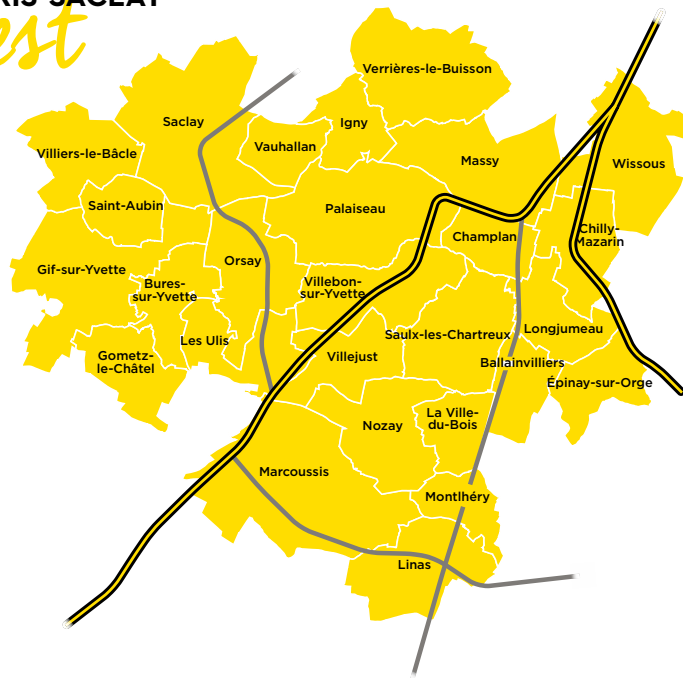 est
Verrières-le-Buisson
Saclay
Igny
Vauhallan
Villiers-le-Bâcle
Massy
Wissous
Saint-Aubin
Palaiseau
Champlan
Chilly-
Mazarin
Orsay
Gif-sur-Yvette
Bures-
sur-Yvette
Villebon-
sur-Yvette
Les Ulis
Saulx-les-Chartreux
Longjumeau
Gometz-
le-Châtel
Villejust
Ballainvilliers
Épinay-sur-Orge
La Ville-
du-Bois
Nozay
Marcoussis
Montlhéry
Linas